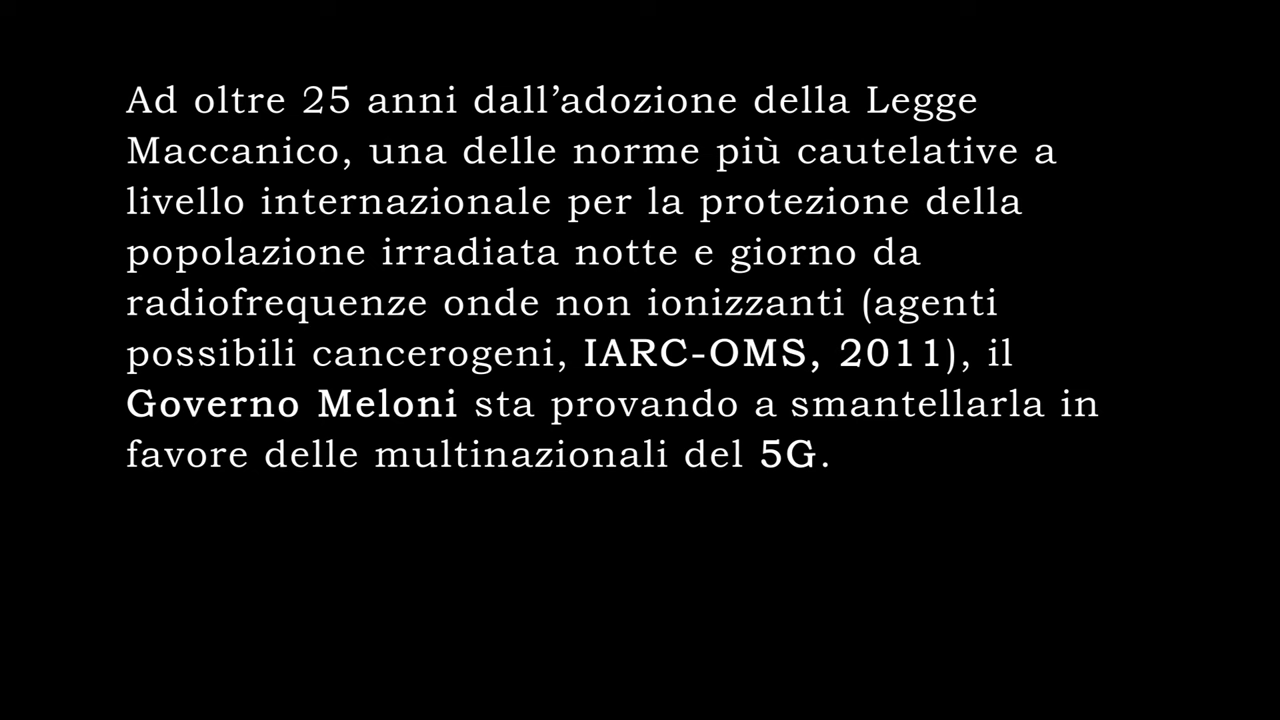 Ad oltre 25 anni dall’adozione della Legge
Maccanico, una delle norme più cautelative a
livello internazionale per la protezione della
popolazione irradiata notte e giorno da
radiofrequenze onde non ionizzanti (agenti
possibili cancerogeni, IARC-OMS, 2011), il
Governo Meloni sta provando a smantellarla in
favore delle multinazionali del 5G.